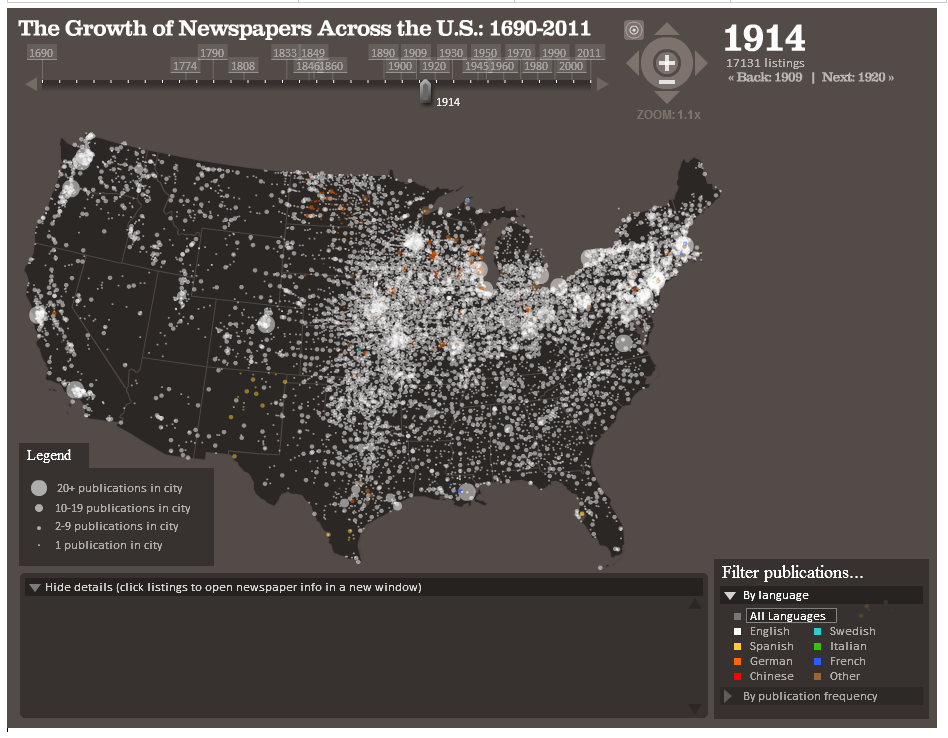 The Growth of Newspapers Across the U.S.: 1690-2011
1690 1790 1833 1849 1890 1909 1930 1950 1970 1990 2011
1774 1808 1846 1860 1900 1920 1945 1960 1980 2000
1914
ZOOM: 1.1x
1914
17131 listings
« Back: 1909 | Next: 1920 »
Legend
20+ publications in city
10-19 publications in city
2-9 publications in city
1 publication in city
Hide details (click listings to open newspaper info in a new window)
Filter publications...
By language
All Languages
English Swedish
Spanish Italian
German French
Chinese Other
By publication frequency